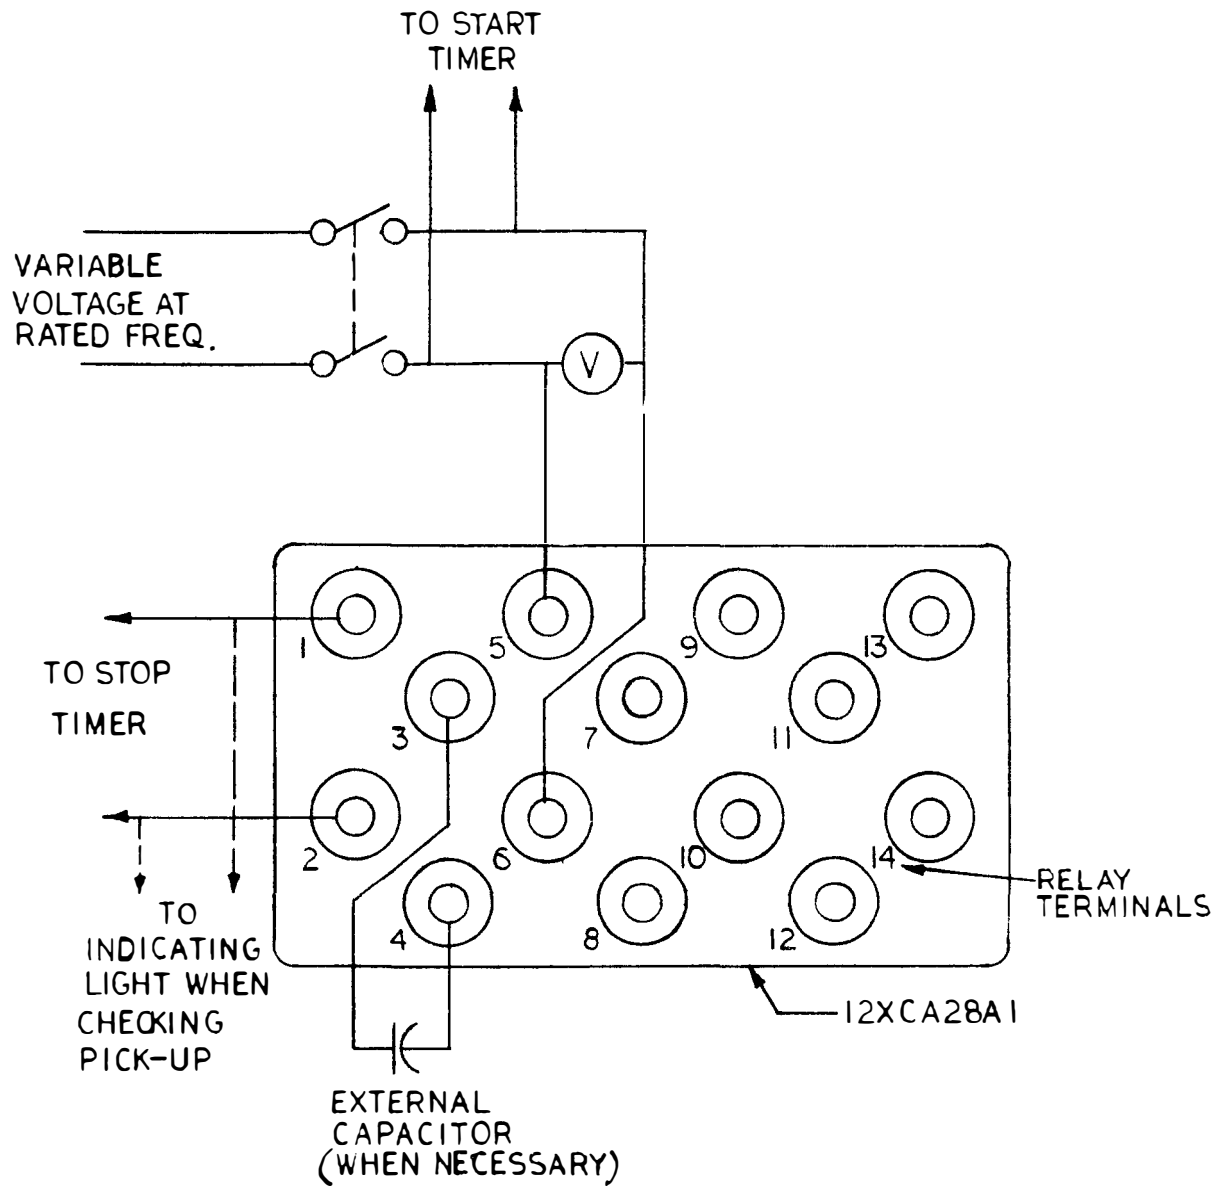 TO START
TIMER
VARIABLE
VOLTAGE AT
RATED FREQ.
V
1
5
9
13
TO STOP
TIMER
3
7
11
2
6
10
14
RELAY
TERMINALS
4
8
12
TO
INDICATING
LIGHT WHEN
CHECKING
PICK-UP
12XCA28A1
EXTERNAL
CAPACITOR
(WHEN NECESSARY)